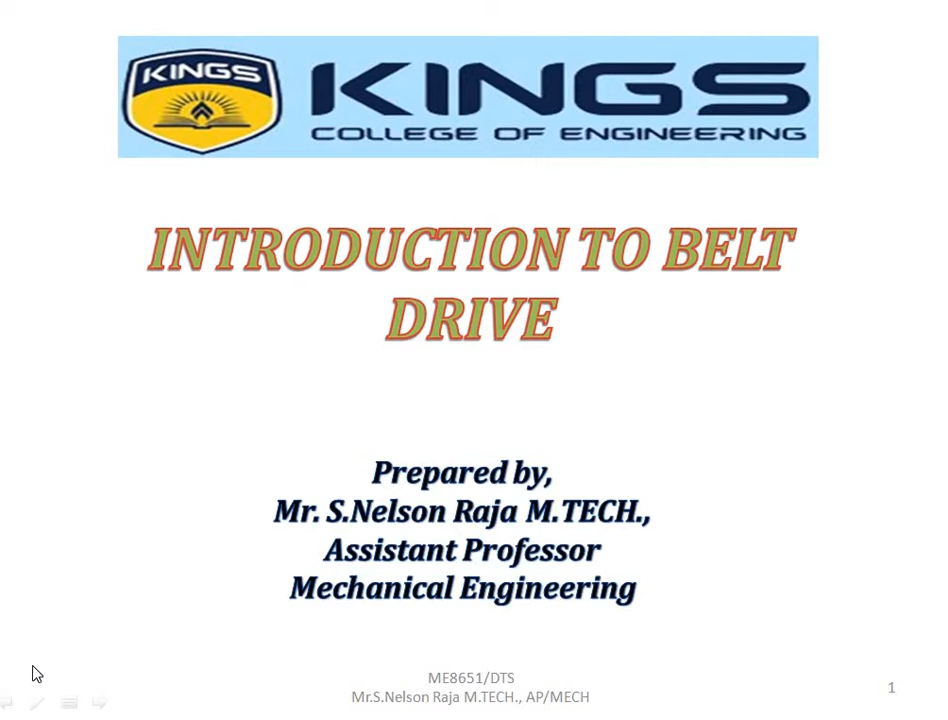 KINGS
KINGS
COLLEGE OF ENGINEERING
INTRODUCTION TO BELT
DRIVE
Prepared by,
Mr. S.Nelson Raja M.TECH.,
Assistant Professor
Mechanical Engineering
ME8651/DTS
Mr.S.Nelson Raja M.TECH., AP/MECH
1